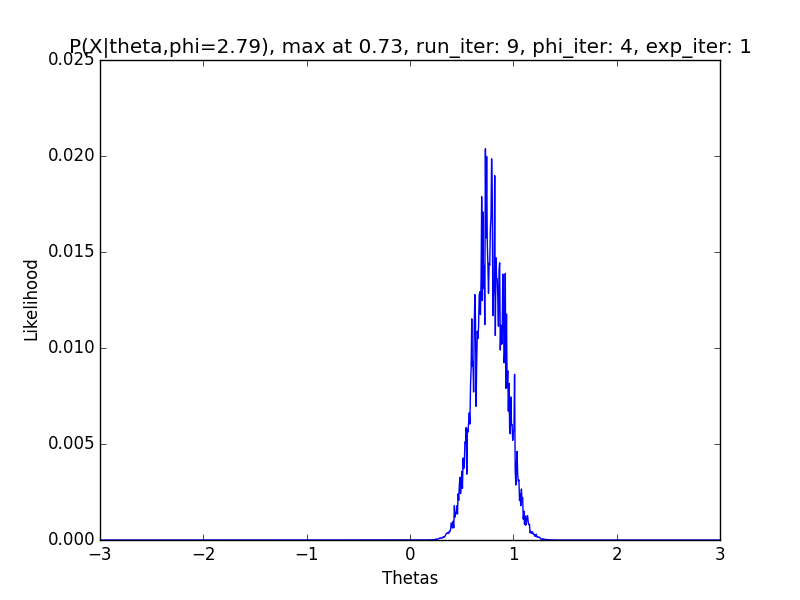 P(X|theta,phi=2.79), max at 0.73, run_iter: 9, phi_iter: 4, exp_iter: 1
0.025
0.020
0.015
0.010
0.005
0.000
Likelihood
−3 −2 −1 0 1 2 3
Thetas